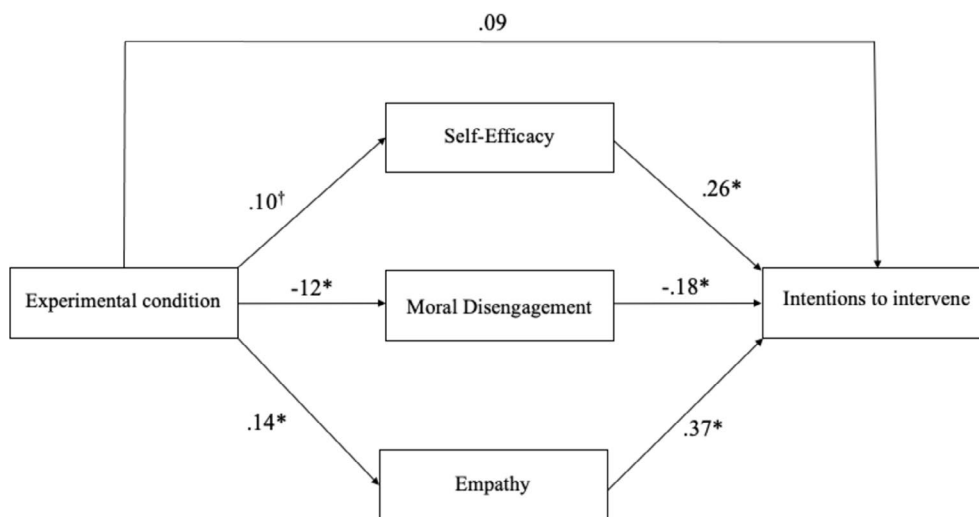 .09
Self-Efficacy
.10†
.26*
Experimental condition
-12*
Moral Disengagement
-.18*
Intentions to intervene
.14*
.37*
Empathy